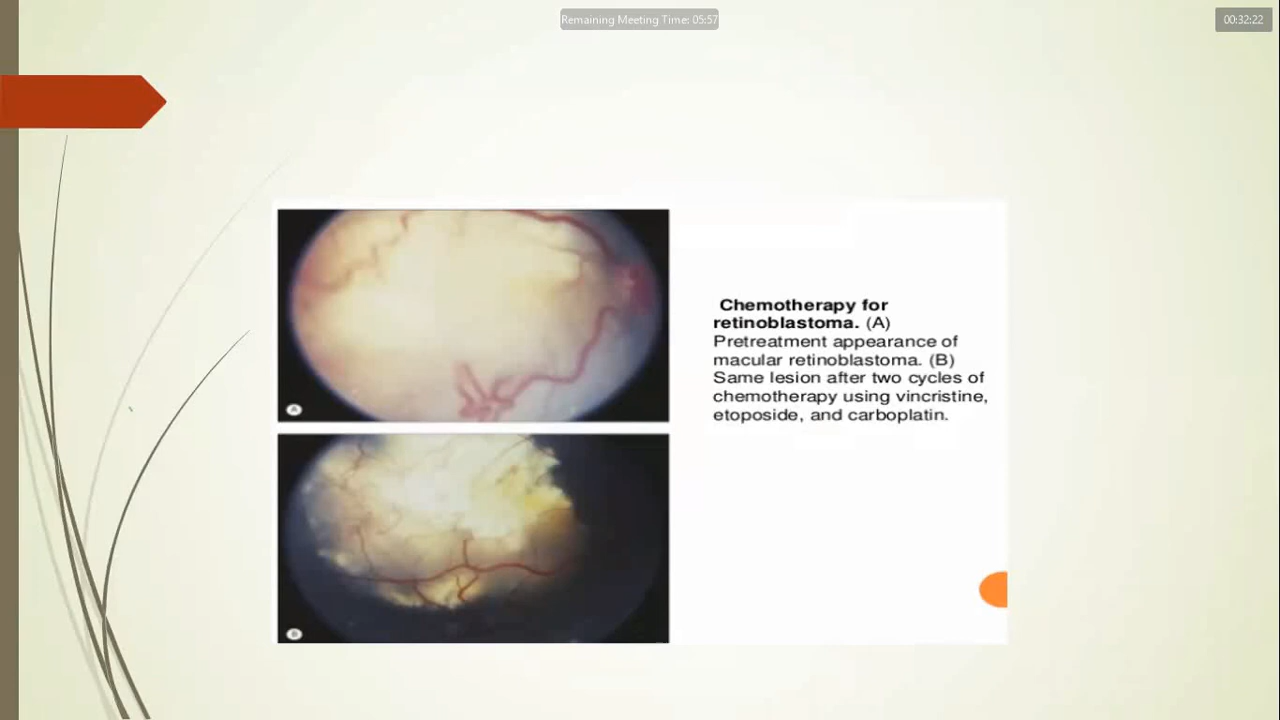 Remaining Meeting Time: 05:57
00:32:22
Chemotherapy for
retinoblastoma. (A)
Pretreatment appearance of
macular retinoblastoma. (B)
Same lesion after two cycles of
chemotherapy using vincristine,
etoposide, and carboplatin.
A
B